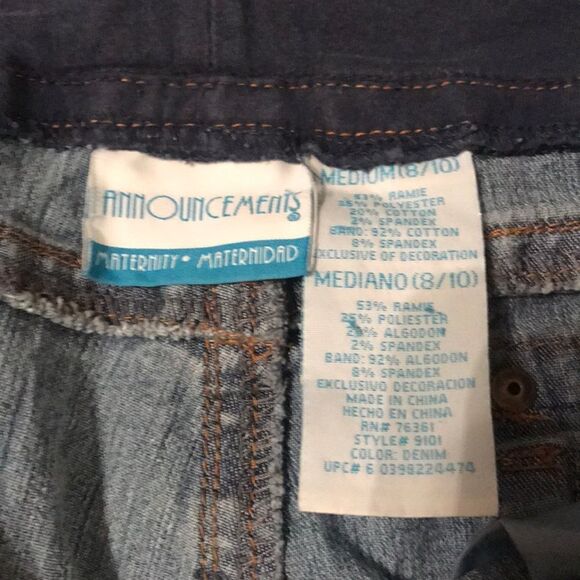 ANNOUNCEMENTS
MATERNITY • MATERNIDAD
MEDIUM (8/10)
53% RAMIE
25% POLYESTER
20% COTTON
2% SPANDEX
BAND: 92% COTTON
8% SPANDEX
EXCLUSIVE OF DECORATION
MEDIANO (8/10)
53% RAMIE
25% POLIESTER
20% ALGODON
2% SPANDEX
BAND: 92% ALGODON
8% SPANDEX
EXCLUSIVO DECORACION
MADE IN CHINA
HECHO EN CHINA
RN# 76361
STYLE# 9101
COLOR: DENIM
UPC# 6 0398224474